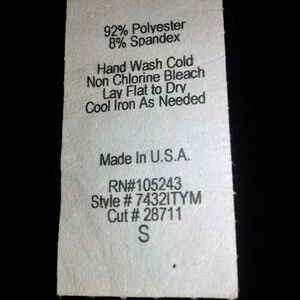 92% Polyester
8% Spandex
Hand Wash Cold
Non Chlorine Bleach
Lay Flat to Dry
Cool Iron As Needed
Made In U.S.A.
RN#105243
Style # 7432ITYM
Cut # 28711
S